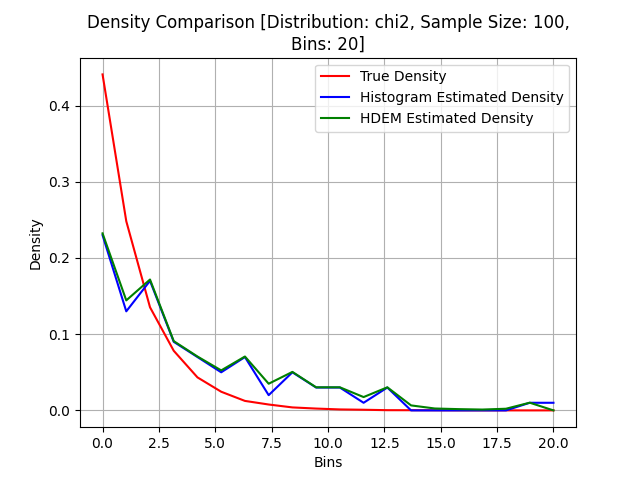 Density Comparison [Distribution: chi2, Sample Size: 100,
Bins: 20]
True Density
Histogram Estimated Density
HDEM Estimated Density
Density
0.4
0.3
0.2
0.1
0.0
0.0 2.5 5.0 7.5 10.0 12.5 15.0 17.5 20.0
Bins